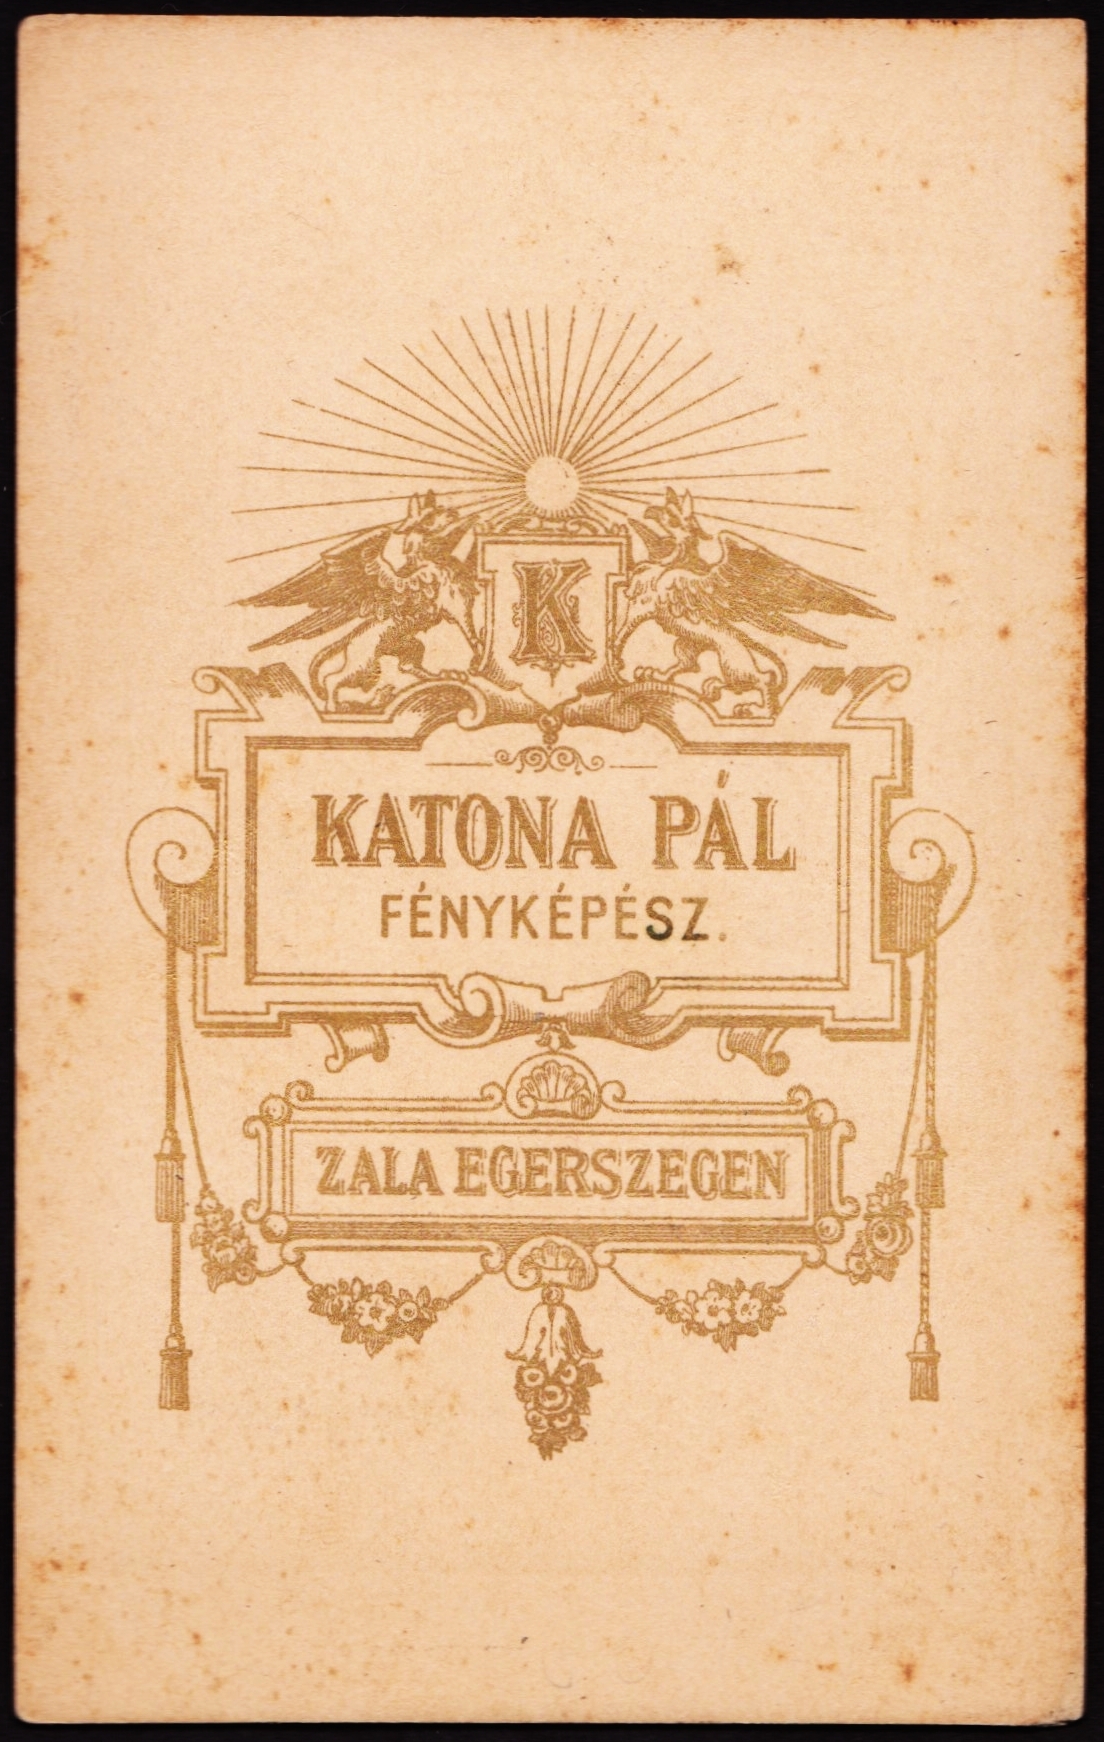 K
KATONA PÁL
FÉNYKÉPÉSZ.
ZALA EGERSZEGEN